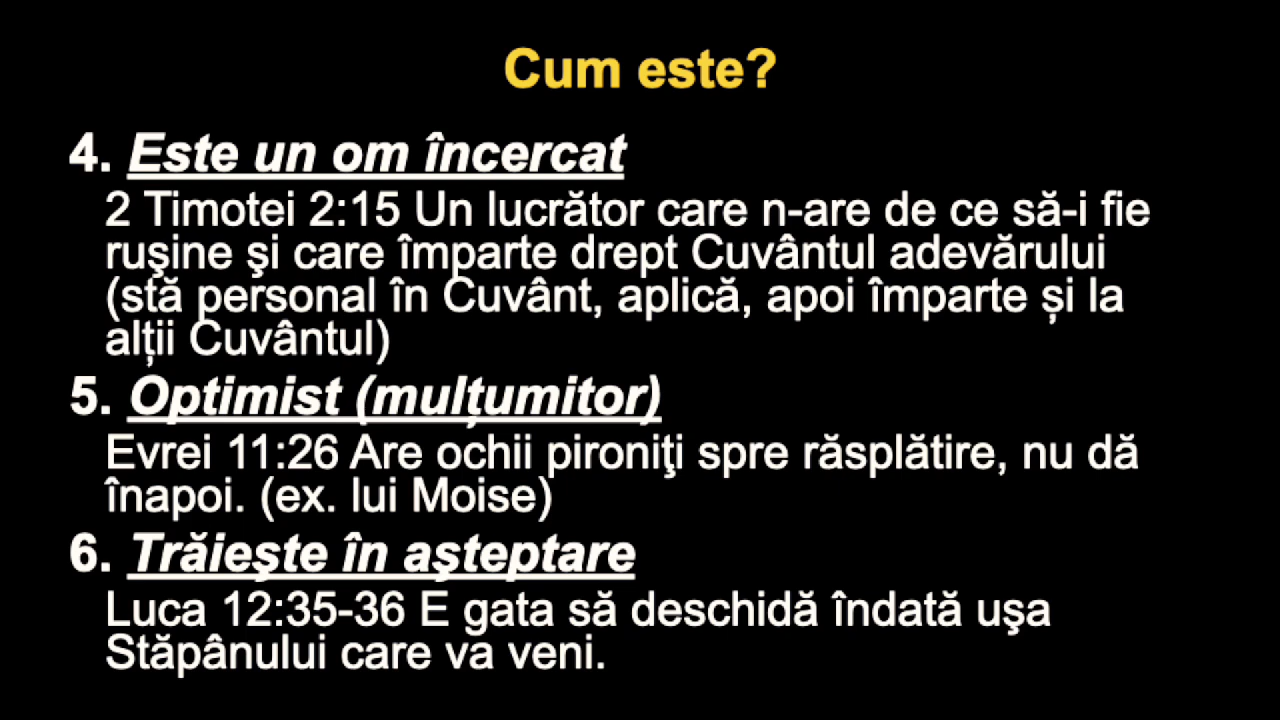 Cum este?
4. Este un om încercat
2 Timotei 2:15 Un lucrător care n-are de ce să-i fie
ruşine şi care împarte drept Cuvântul adevărului
(stă personal în Cuvânt, aplică, apoi împarte și la
alții Cuvântul)
5. Optimist (mulțumitor)
Evrei 11:26 Are ochii pironiţi spre răsplătire, nu dă
înapoi. (ex. lui Moise)
6. Trăieşte în aşteptare
Luca 12:35-36 E gata să deschidă îndată uşa
Stăpânului care va veni.